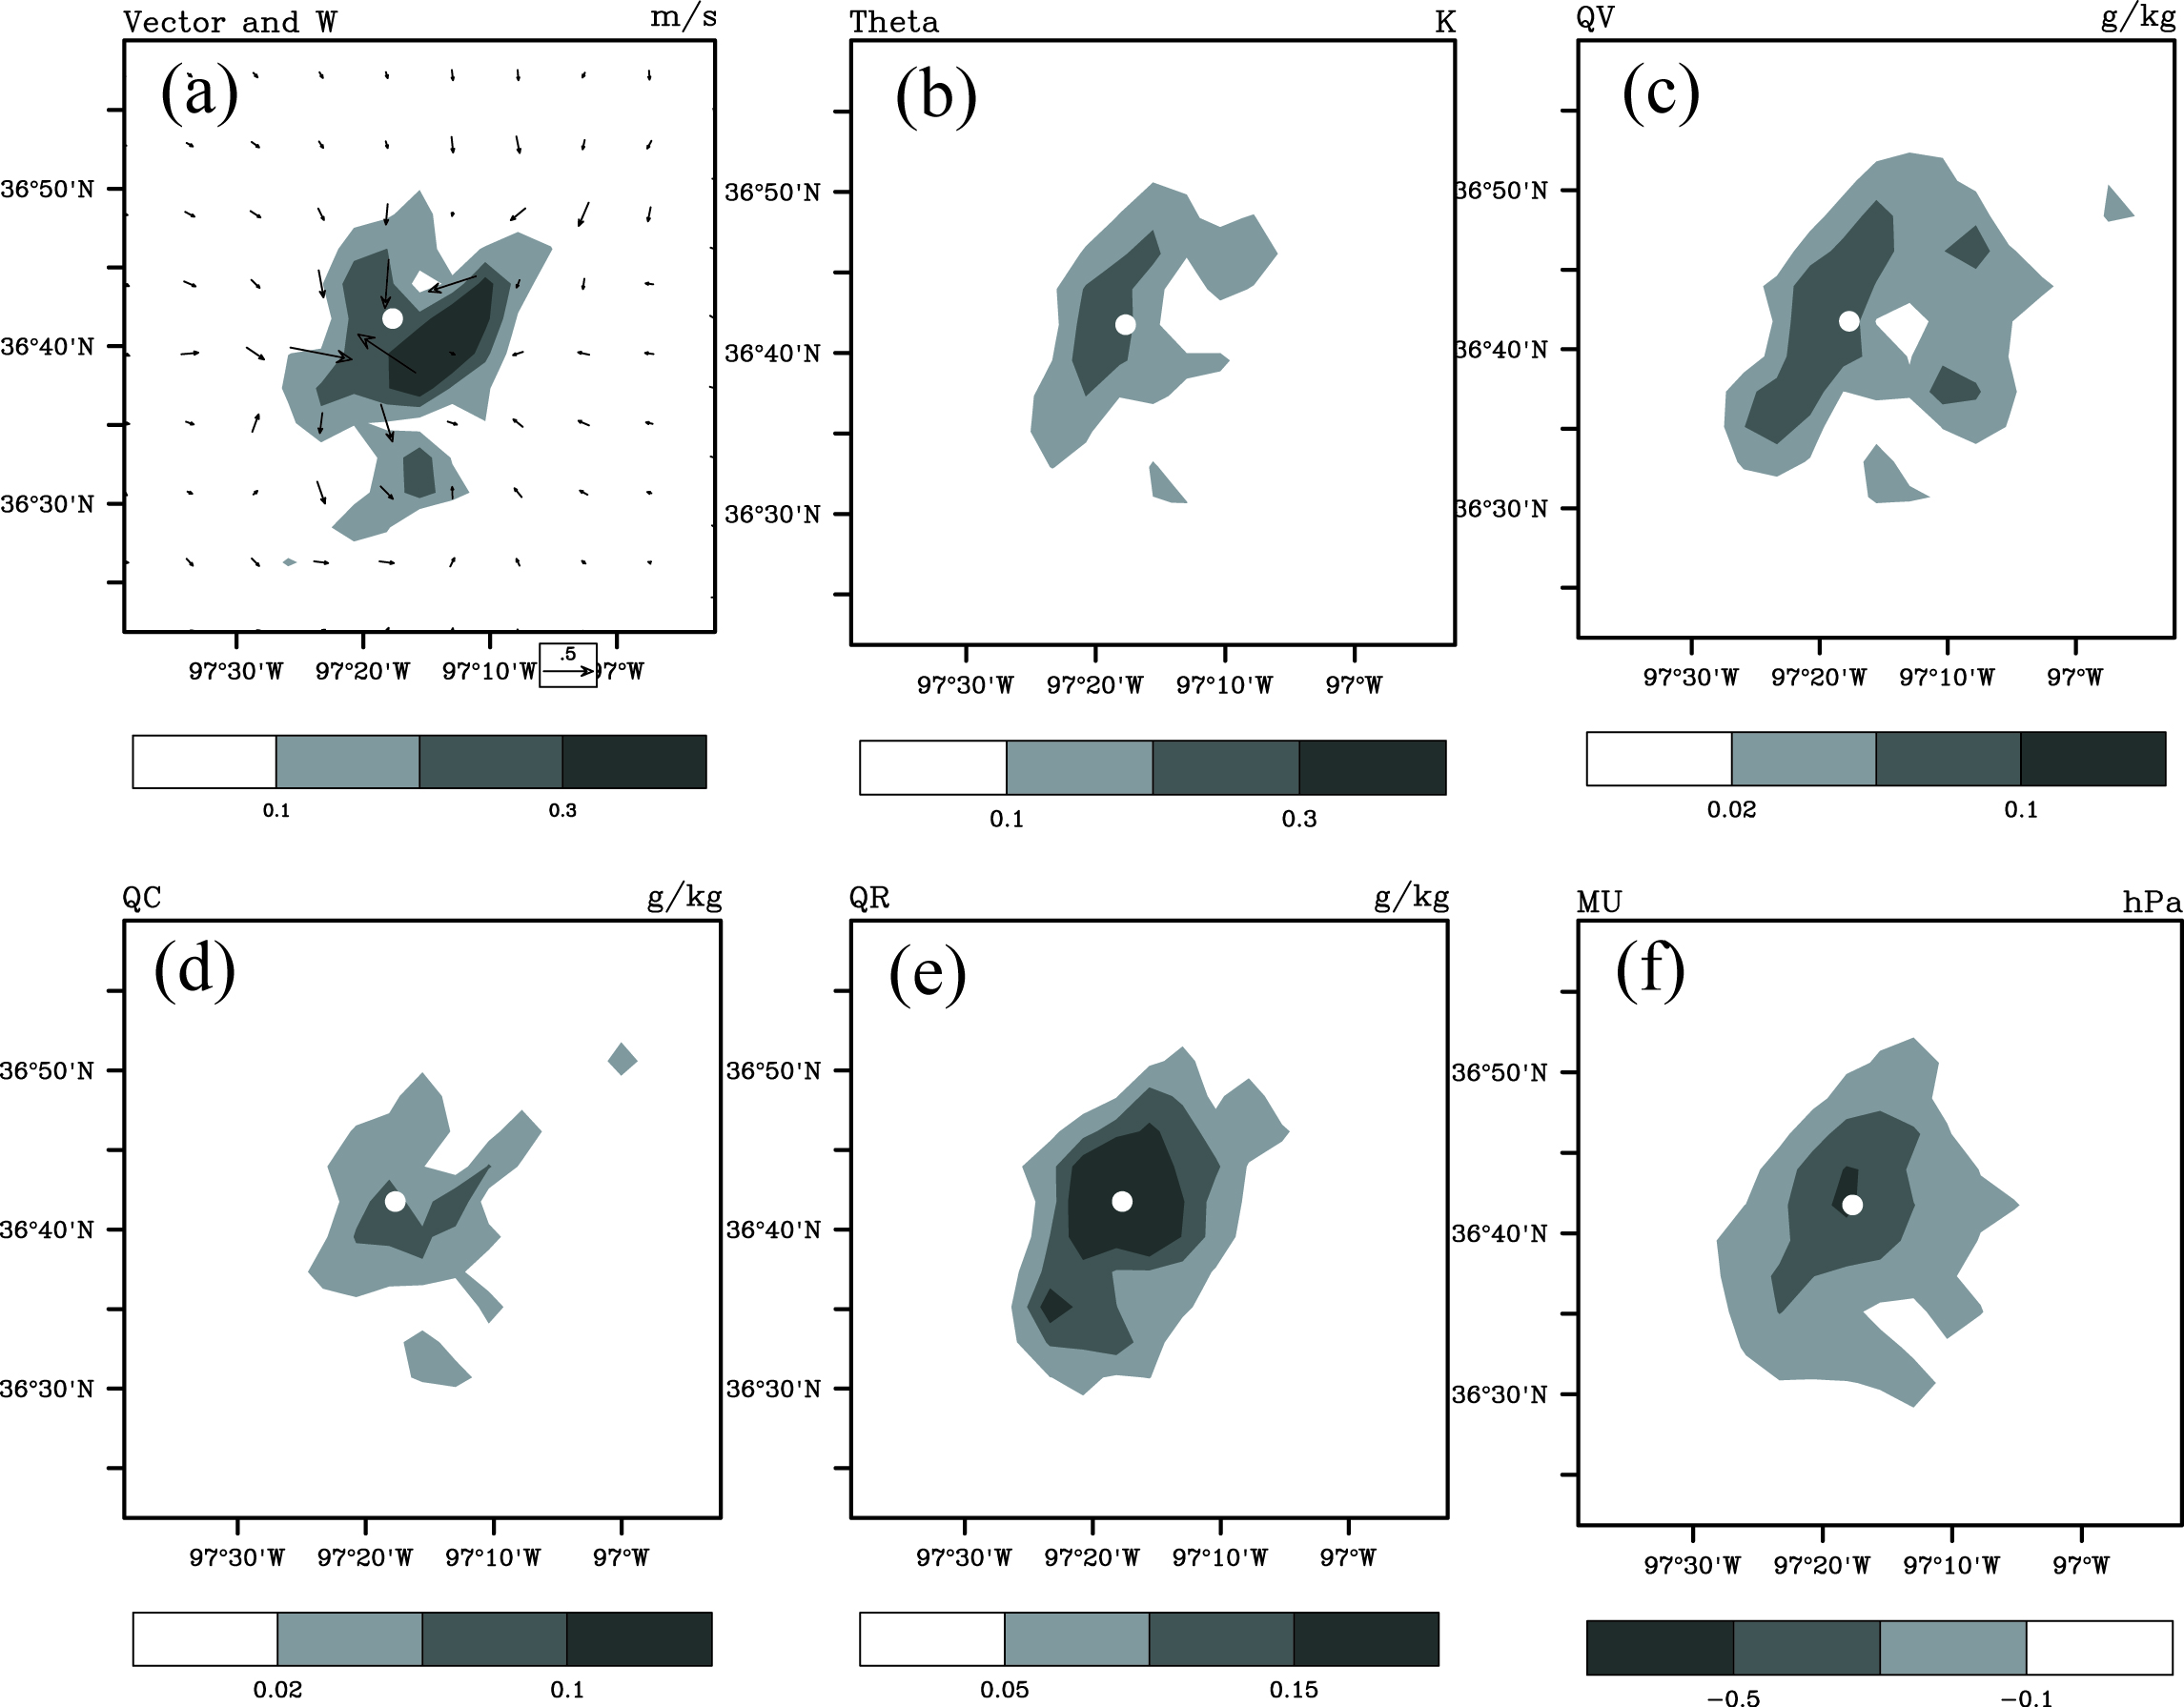 Vector and W m/s Theta K QV g/kg
(a) (b) (c)
36°50'N 36°50'N 36°50'N
36°40'N 36°40'N 36°40'N
36°30'N 36°30'N 36°30'N
97°30'W 97°20'W 97°10'W .5 97°W 97°30'W 97°20'W 97°10'W 97°W 97°30'W 97°20'W 97°10'W 97°W
0.1 0.3 0.1 0.3 0.02 0.1
QC g/kg QR g/kg MU hPa
(d) (e) (f)
36°50'N 36°50'N 36°50'N
36°40'N 36°40'N 36°40'N
36°30'N 36°30'N 36°30'N
97°30'W 97°20'W 97°10'W 97°W 97°30'W 97°20'W 97°10'W 97°W 97°30'W 97°20'W 97°10'W 97°W
0.02 0.1 0.05 0.15 −0.5 −0.1